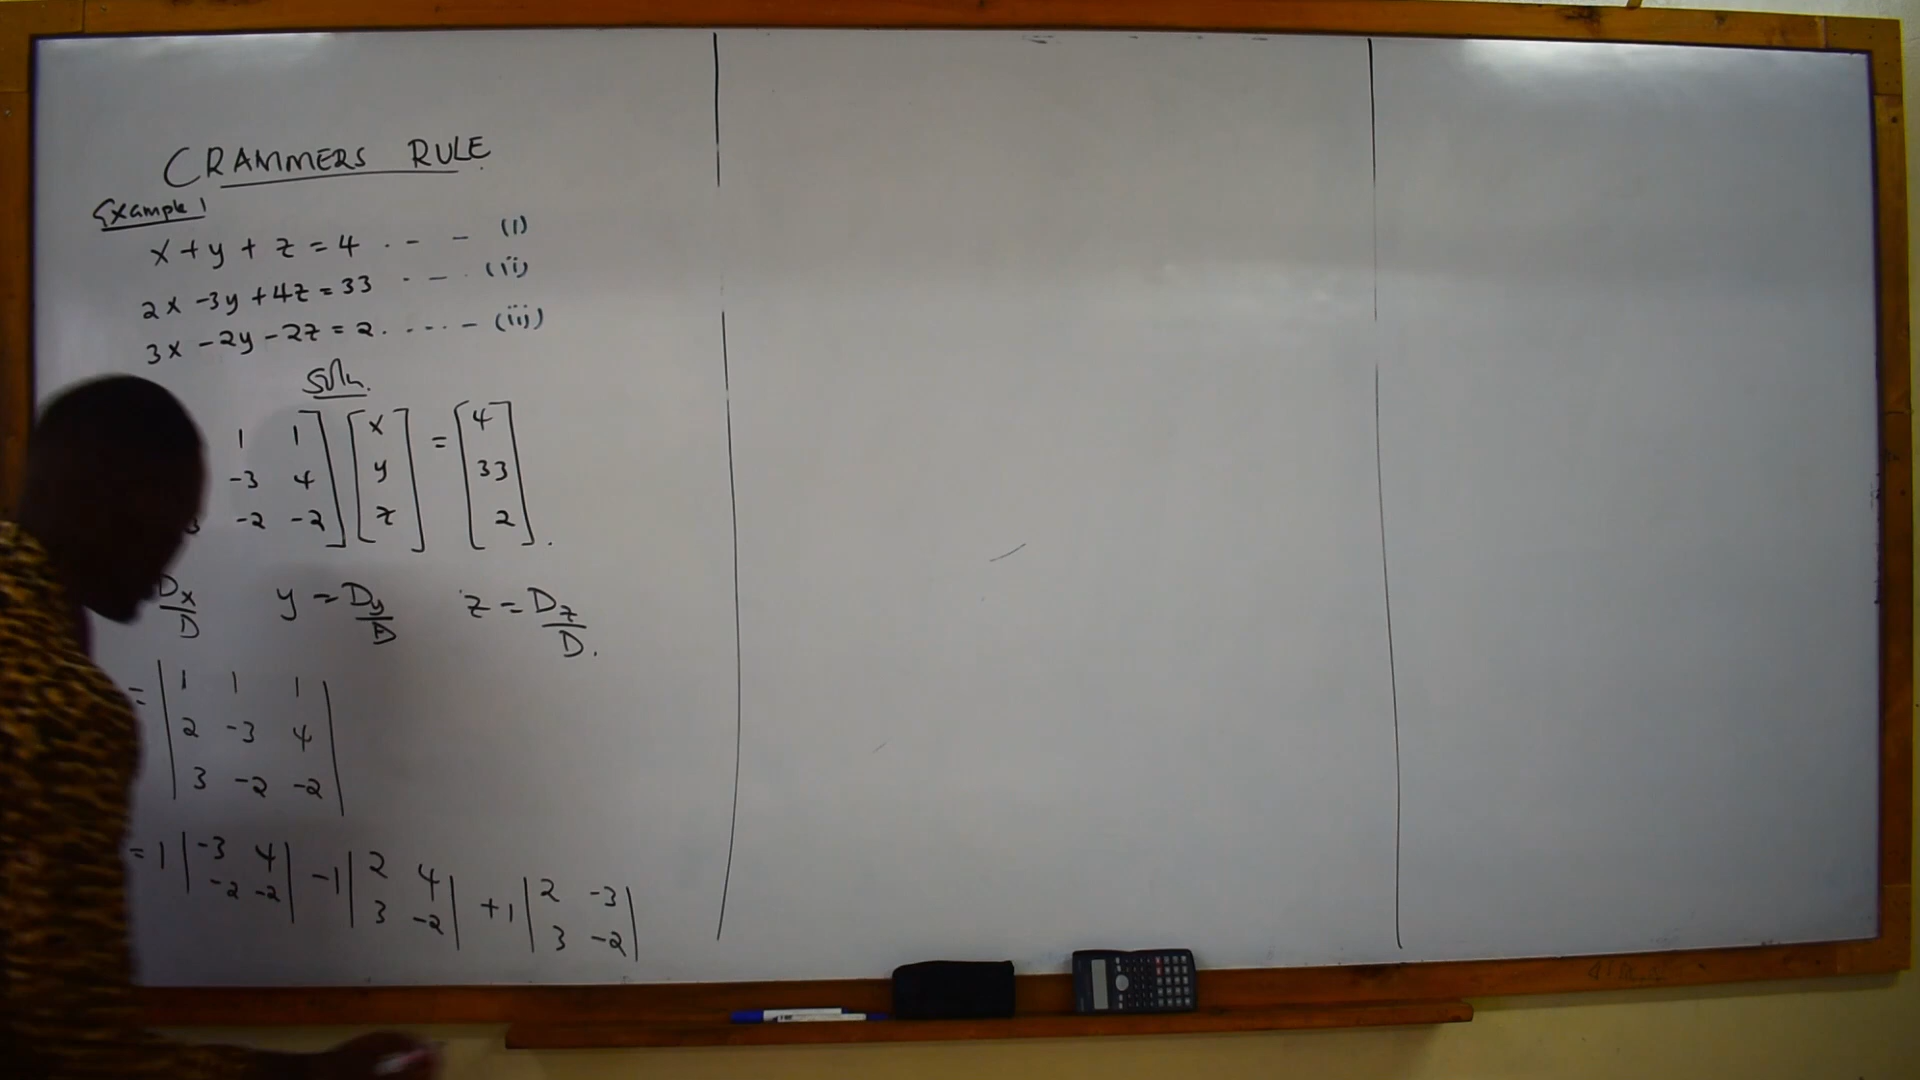 CRAMMERS RULE
Example 1
x + y + z = 4 . - - (i)
2x -3y +4z = 33 . - . (ii)
3x -2y -2z = 2 . . . . - (iii)
Soln.
1 1] [x] = [4]
-3 4 y 33
3 -2 -2 z 2 .
Dx/D y = Dy/D z = Dz/D .
= | 1 1 1 |
2 -3 4
3 -2 -2
= 1 | -3 4 | -1 | 2 4 | +1 | 2 -3 |
-2 -2 3 -2 3 -2